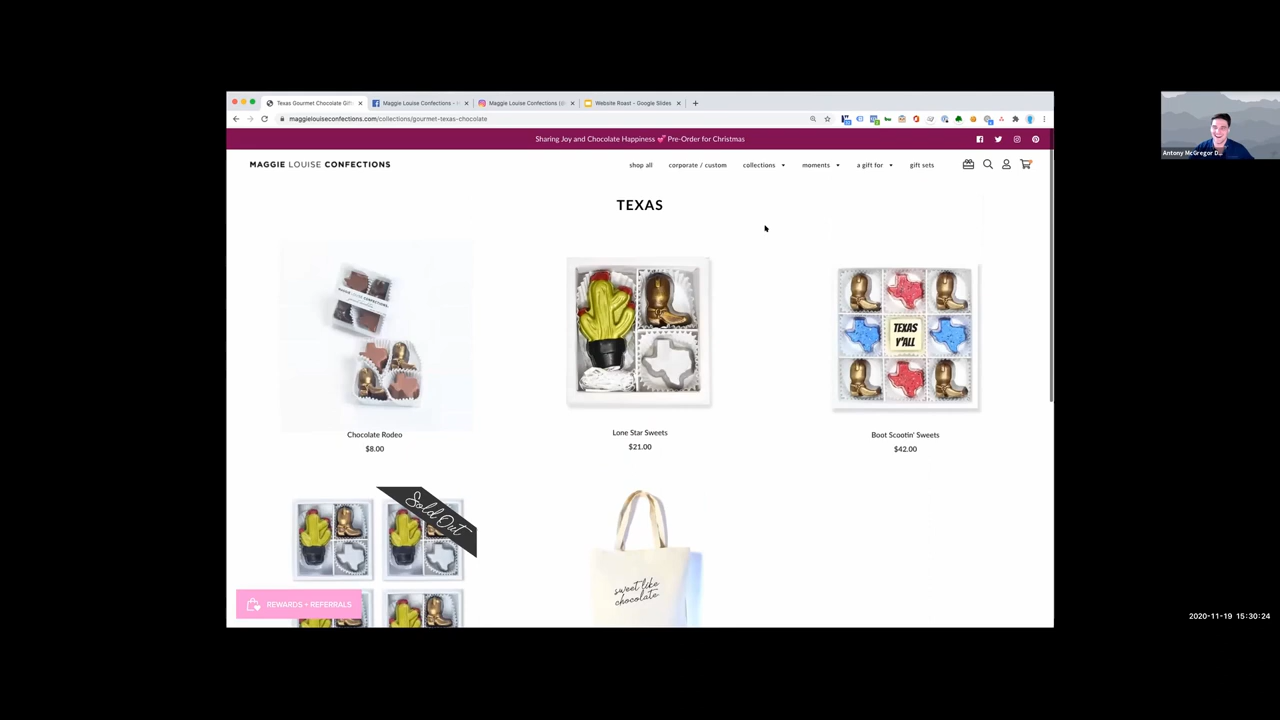 Texas Gourmet Chocolate Gift
Maggie Louise Confections -
Maggie Louise Confections (@
Website Roast - Google Slides
maggielouiseconfections.com/collections/gourmet-texas-chocolate
Sharing Joy and Chocolate Happiness 💞 Pre-Order for Christmas
MAGGIE LOUISE CONFECTIONS
shop all
corporate / custom
collections
moments
a gift for
gift sets
Antony McGregor D...
TEXAS
MAGGIE LOUISE CONFECTIONS
TEXAS
Y'ALL
Chocolate Rodeo
$8.00
Lone Star Sweets
$21.00
Boot Scootin' Sweets
$42.00
Sold Out
sweet like
chocolate
REWARDS + REFERRALS
2020-11-19 15:30:24